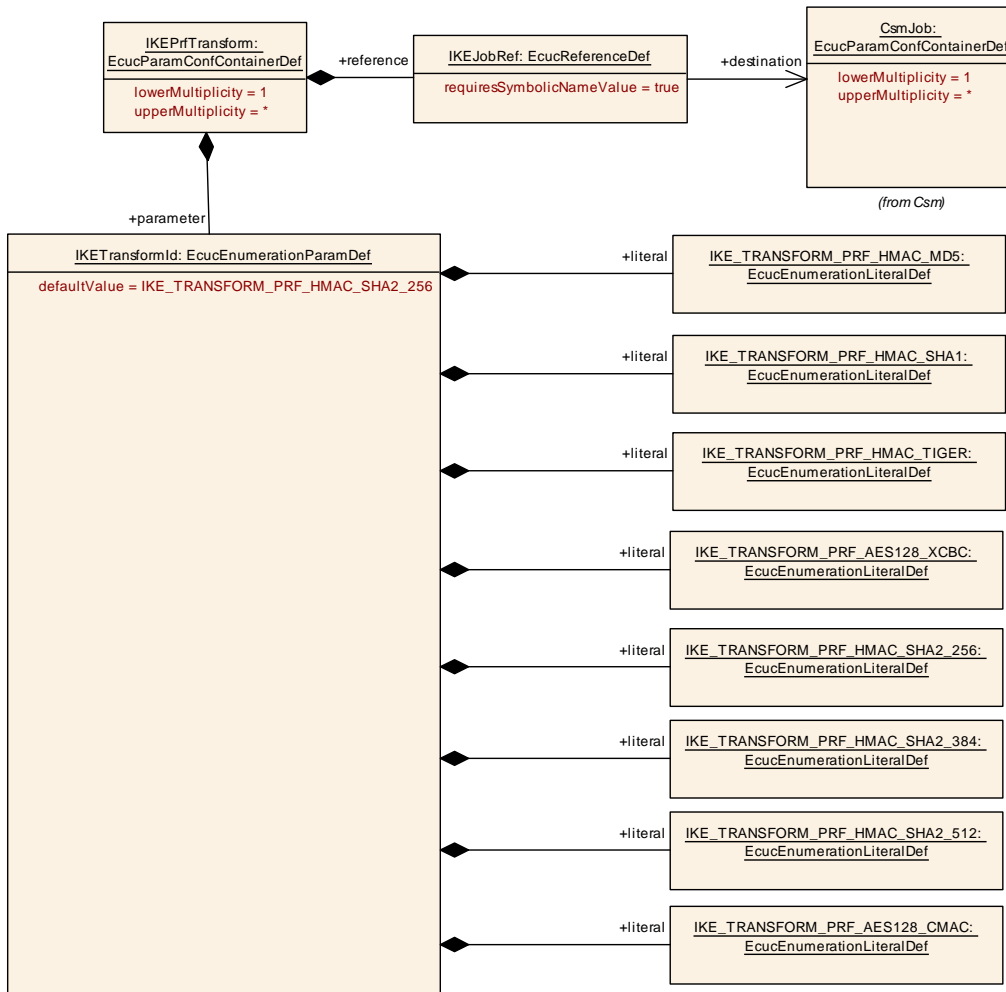 IKEPrfTransform:
EcucParamConfContainerDef
lowerMultiplicity = 1
upperMultiplicity = *
+reference
IKEJobRef: EcucReferenceDef
requiresSymbolicNameValue = true
+destination
CsmJob:
EcucParamConfContainerDef
lowerMultiplicity = 1
upperMultiplicity = *
(from Csm)
+parameter
IKETransformId: EcucEnumerationParamDef
defaultValue = IKE_TRANSFORM_PRF_HMAC_SHA2_256
+literal
IKE_TRANSFORM_PRF_HMAC_MD5:
EcucEnumerationLiteralDef
+literal
IKE_TRANSFORM_PRF_HMAC_SHA1:
EcucEnumerationLiteralDef
+literal
IKE_TRANSFORM_PRF_HMAC_TIGER:
EcucEnumerationLiteralDef
+literal
IKE_TRANSFORM_PRF_AES128_XCBC:
EcucEnumerationLiteralDef
+literal
IKE_TRANSFORM_PRF_HMAC_SHA2_256:
EcucEnumerationLiteralDef
+literal
IKE_TRANSFORM_PRF_HMAC_SHA2_384:
EcucEnumerationLiteralDef
+literal
IKE_TRANSFORM_PRF_HMAC_SHA2_512:
EcucEnumerationLiteralDef
+literal
IKE_TRANSFORM_PRF_AES128_CMAC:
EcucEnumerationLiteralDef